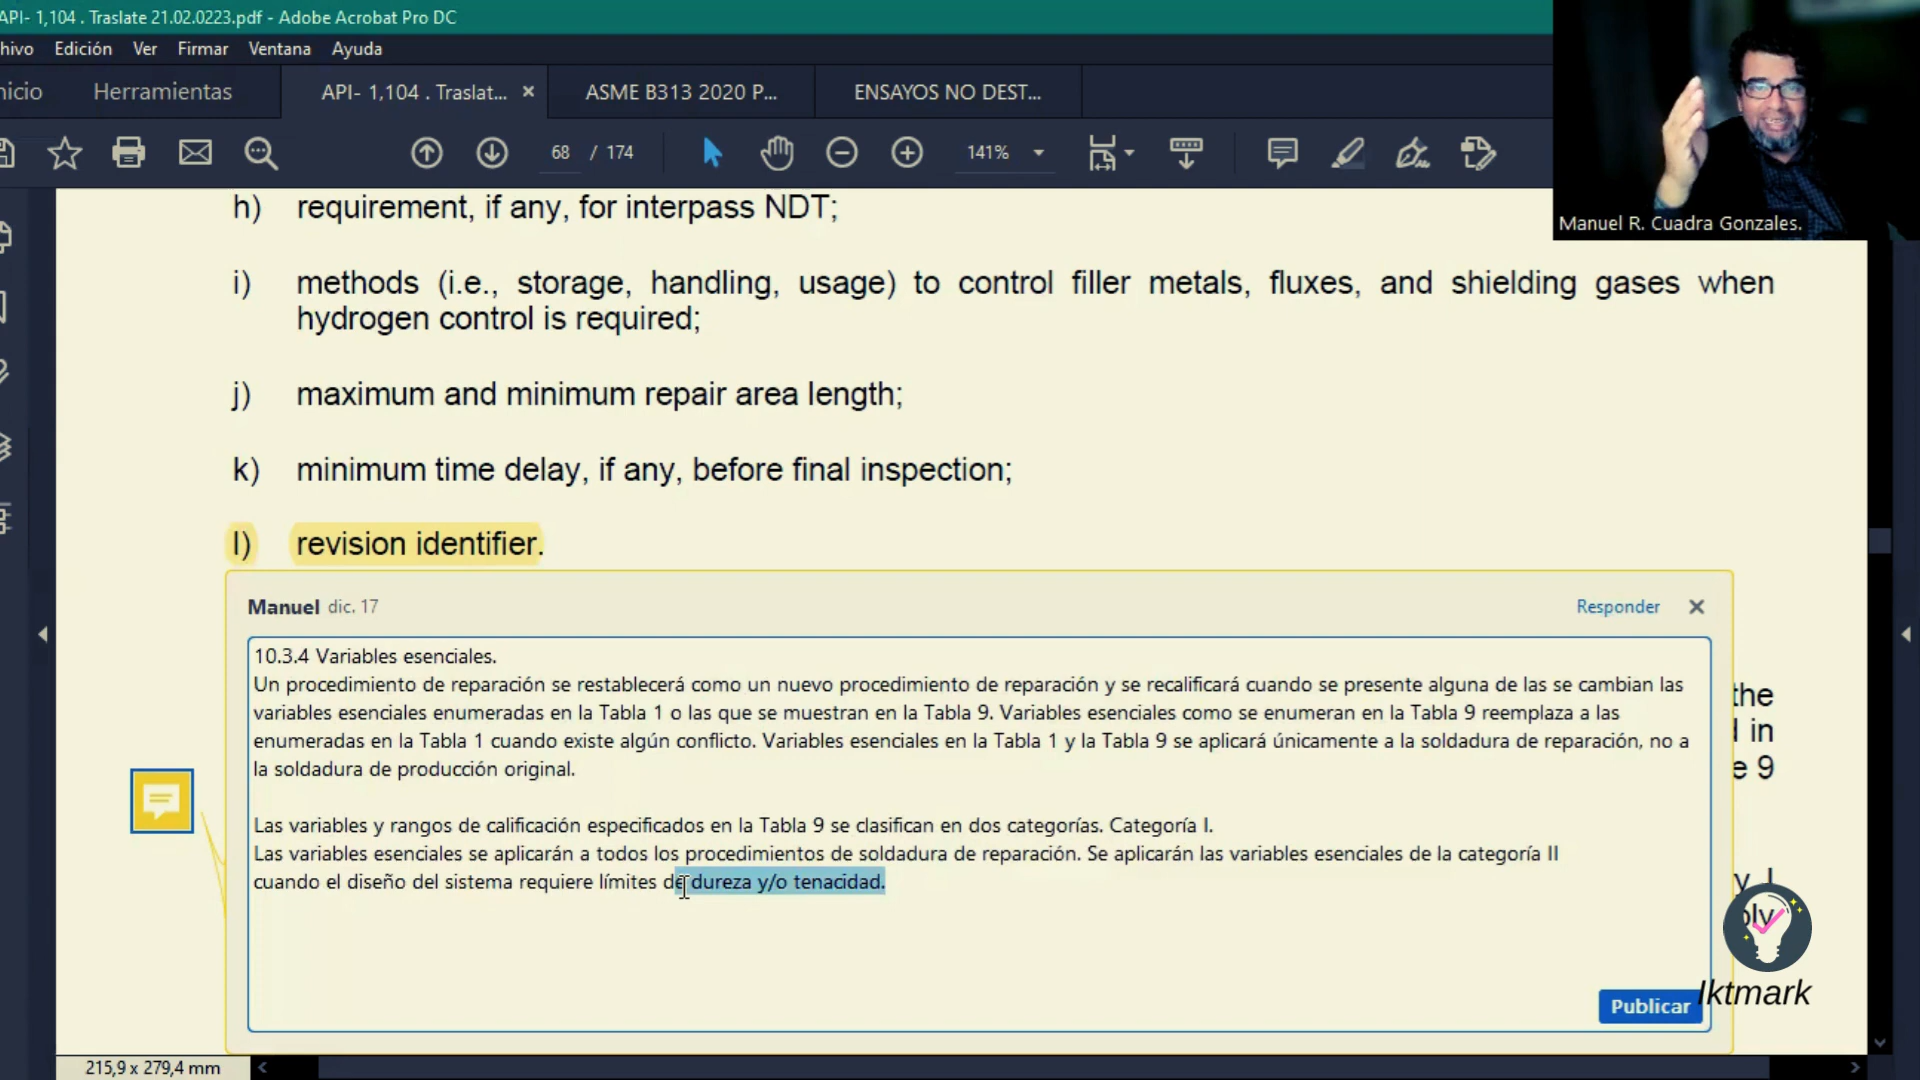 API- 1,104 . Traslate 21.02.0223.pdf - Adobe Acrobat Pro DC
hivo Edición Ver Firmar Ventana Ayuda
nicio Herramientas API- 1,104 . Traslat... ASME B313 2020 P... ENSAYOS NO DEST...
68 / 174 141%
Manuel R. Cuadra Gonzales.
h) requirement, if any, for interpass NDT;
i) methods (i.e., storage, handling, usage) to control filler metals, fluxes, and shielding gases when
hydrogen control is required;
j) maximum and minimum repair area length;
k) minimum time delay, if any, before final inspection;
l) revision identifier.
Manuel dic. 17 Responder
10.3.4 Variables esenciales.
Un procedimiento de reparación se restablecerá como un nuevo procedimiento de reparación y se recalificará cuando se presente alguna de las se cambian las
variables esenciales enumeradas en la Tabla 1 o las que se muestran en la Tabla 9. Variables esenciales como se enumeran en la Tabla 9 reemplaza a las
enumeradas en la Tabla 1 cuando existe algún conflicto. Variables esenciales en la Tabla 1 y la Tabla 9 se aplicará únicamente a la soldadura de reparación, no a
la soldadura de producción original.
Las variables y rangos de calificación especificados en la Tabla 9 se clasifican en dos categorías. Categoría I.
Las variables esenciales se aplicarán a todos los procedimientos de soldadura de reparación. Se aplicarán las variables esenciales de la categoría II
cuando el diseño del sistema requiere límites de dureza y/o tenacidad.
the
in
e 9
y I
Publicar
Iktmark
215,9 x 279,4 mm